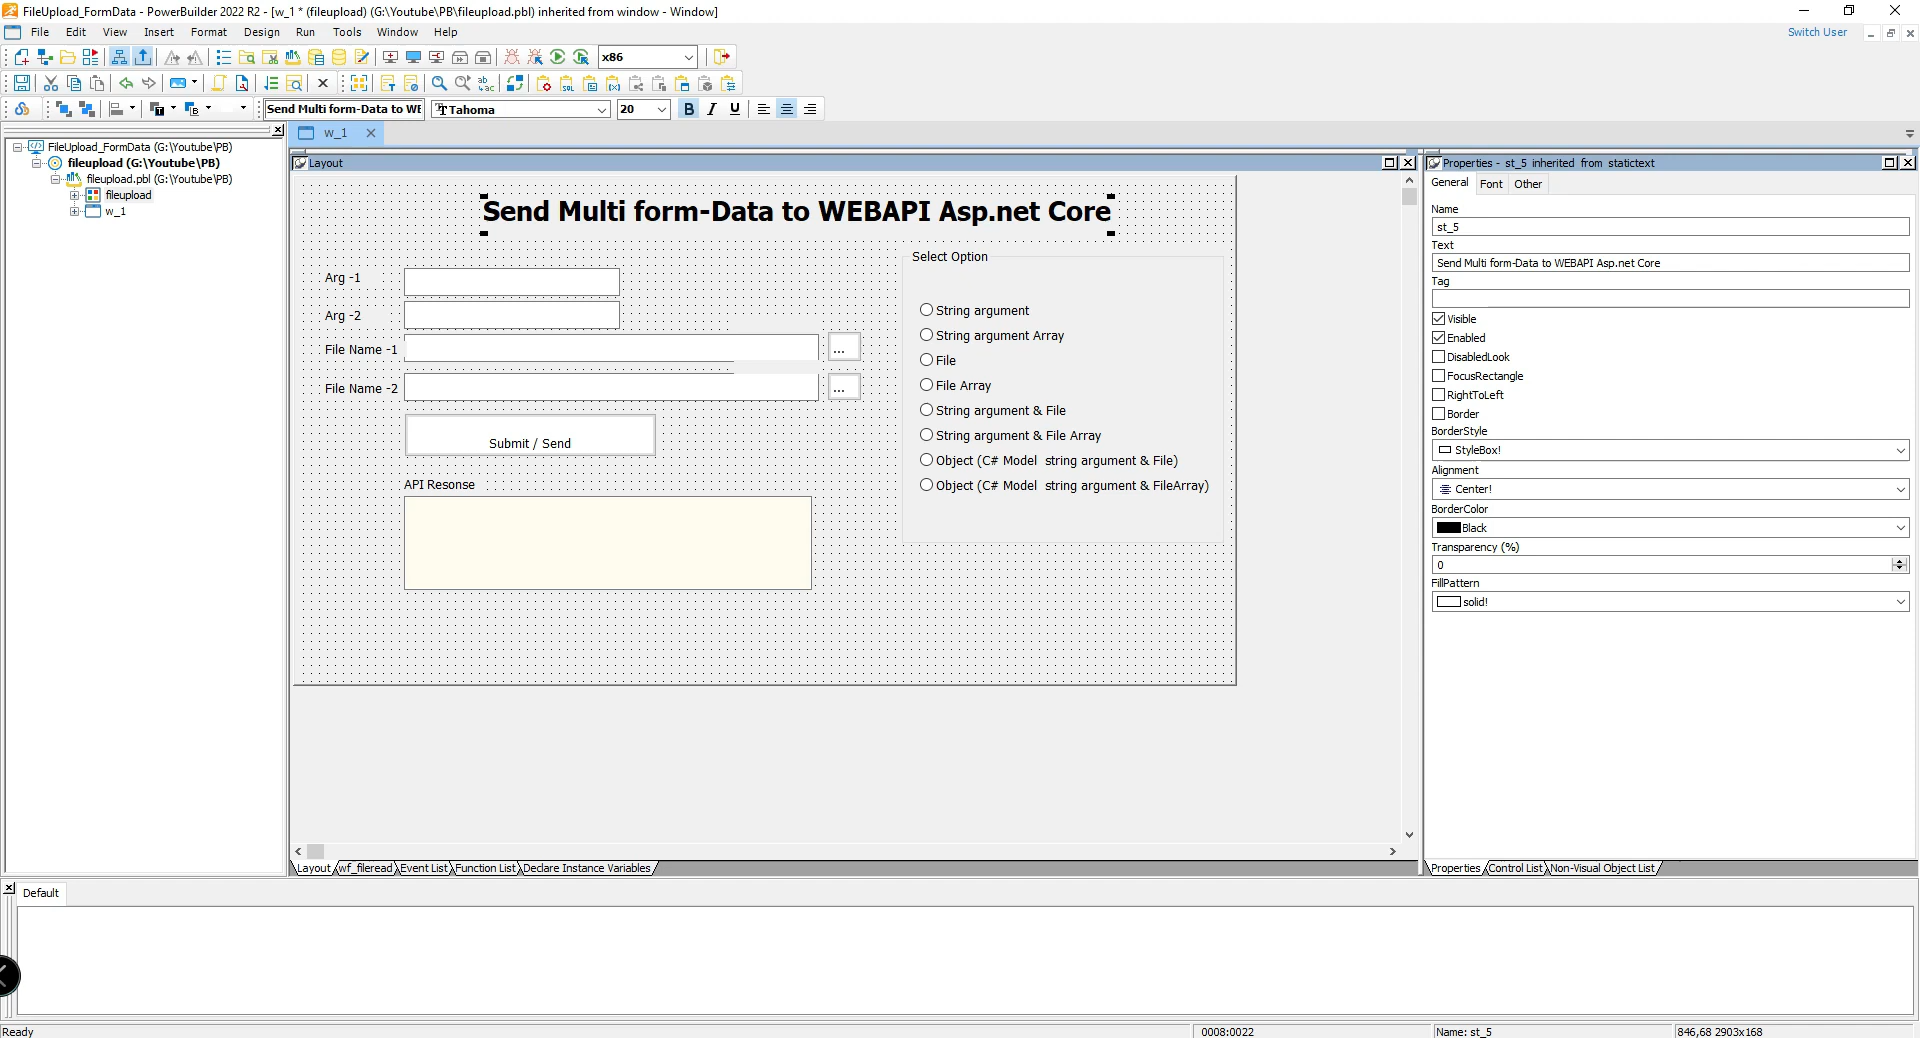 FileUpload_FormData - PowerBuilder 2022 R2 - [w_1 * (fileupload) (G:\Youtube\PB\fileupload.pbl) inherited from window - Window]
File Edit View Insert Format Design Run Tools Window Help
Switch User
x86
Send Multi form-Data to WE
Tahoma
20
B I U
w_1
FileUpload_FormData (G:\Youtube\PB)
fileupload (G:\Youtube\PB)
fileupload.pbl (G:\Youtube\PB)
fileupload
w_1
Layout
Send Multi form-Data to WEBAPI Asp.net Core
Arg -1
Arg -2
File Name -1
...
File Name -2
...
Submit / Send
API Resonse
Select Option
String argument
String argument Array
File
File Array
String argument & File
String argument & File Array
Object (C# Model  string argument & File)
Object (C# Model  string argument & FileArray)
Layout wf_fileread Event List Function List Declare Instance Variables
Properties - st_5 inherited from statictext
General Font Other
Name
st_5
Text
Send Multi form-Data to WEBAPI Asp.net Core
Tag
Visible
Enabled
DisabledLook
FocusRectangle
RightToLeft
Border
BorderStyle
StyleBox!
Alignment
Center!
BorderColor
Black
Transparency (%)
0
FillPattern
solid!
Properties Control List Non-Visual Object List
Default
Ready
0008:0022
Name: st_5
846,68 2903x168